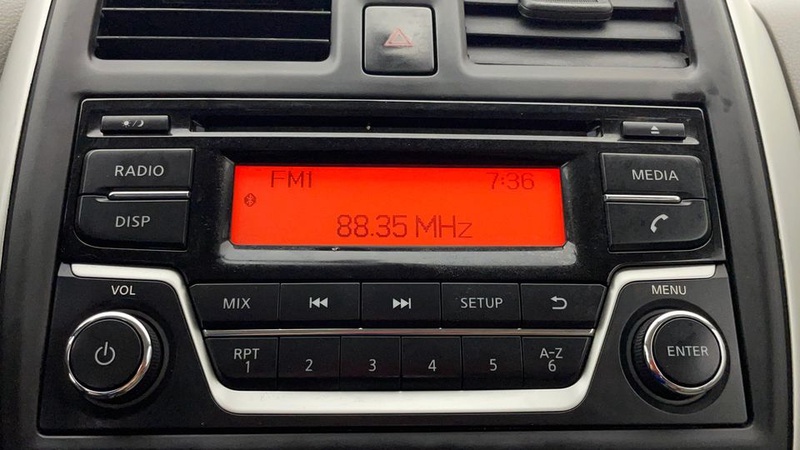 RADIO
DISP
FM1 7:36
88.35 MHz
MEDIA
VOL
MIX
SETUP
MENU
RPT
1
2
3
4
5
A-Z
6
ENTER